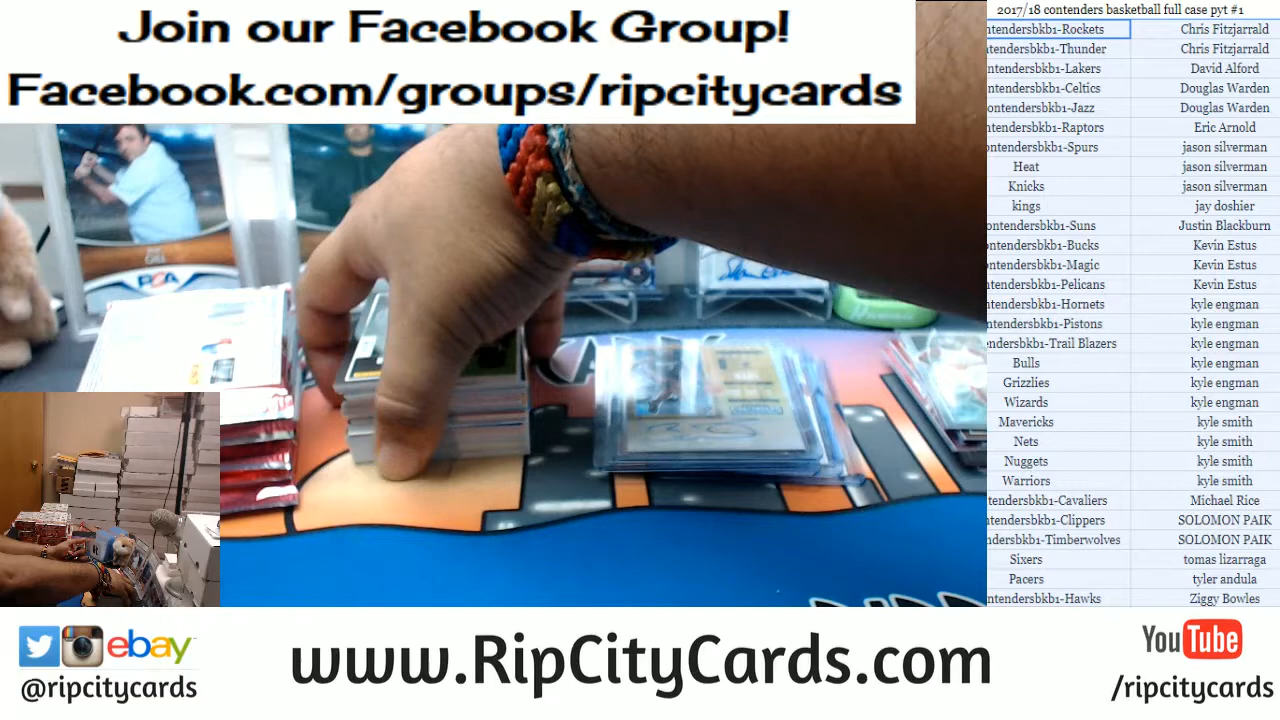 Join our Facebook Group!
Facebook.com/groups/ripcitycards
2017/18 contenders basketball full case pyt #1
ntendersbkb1-Rockets Chris Fitzjarrald
ntendersbkb1-Thunder Chris Fitzjarrald
ntendersbkb1-Lakers David Alford
ntendersbkb1-Celtics Douglas Warden
ontendersbkb1-Jazz Douglas Warden
ntendersbkb1-Raptors Eric Arnold
ontendersbkb1-Spurs jason silverman
Heat jason silverman
Knicks jason silverman
kings jay doshier
ontendersbkb1-Suns Justin Blackburn
ontendersbkb1-Bucks Kevin Estus
ontendersbkb1-Magic Kevin Estus
ntendersbkb1-Pelicans Kevin Estus
ntendersbkb1-Hornets kyle engman
ntendersbkb1-Pistons kyle engman
endersbkb1-Trail Blazers kyle engman
Bulls kyle engman
Grizzlies kyle engman
Wizards kyle engman
Mavericks kyle smith
Nets kyle smith
Nuggets kyle smith
Warriors kyle smith
tendersbkb1-Cavaliers Michael Rice
ntendersbkb1-Clippers SOLOMON PAIK
ndersbkb1-Timberwolves SOLOMON PAIK
Sixers tomas lizarraga
Pacers tyler andula
ntendersbkb1-Hawks Ziggy Bowles
PCA
ebay
@ripcitycards
www.RipCityCards.com
YouTube
/ripcitycards